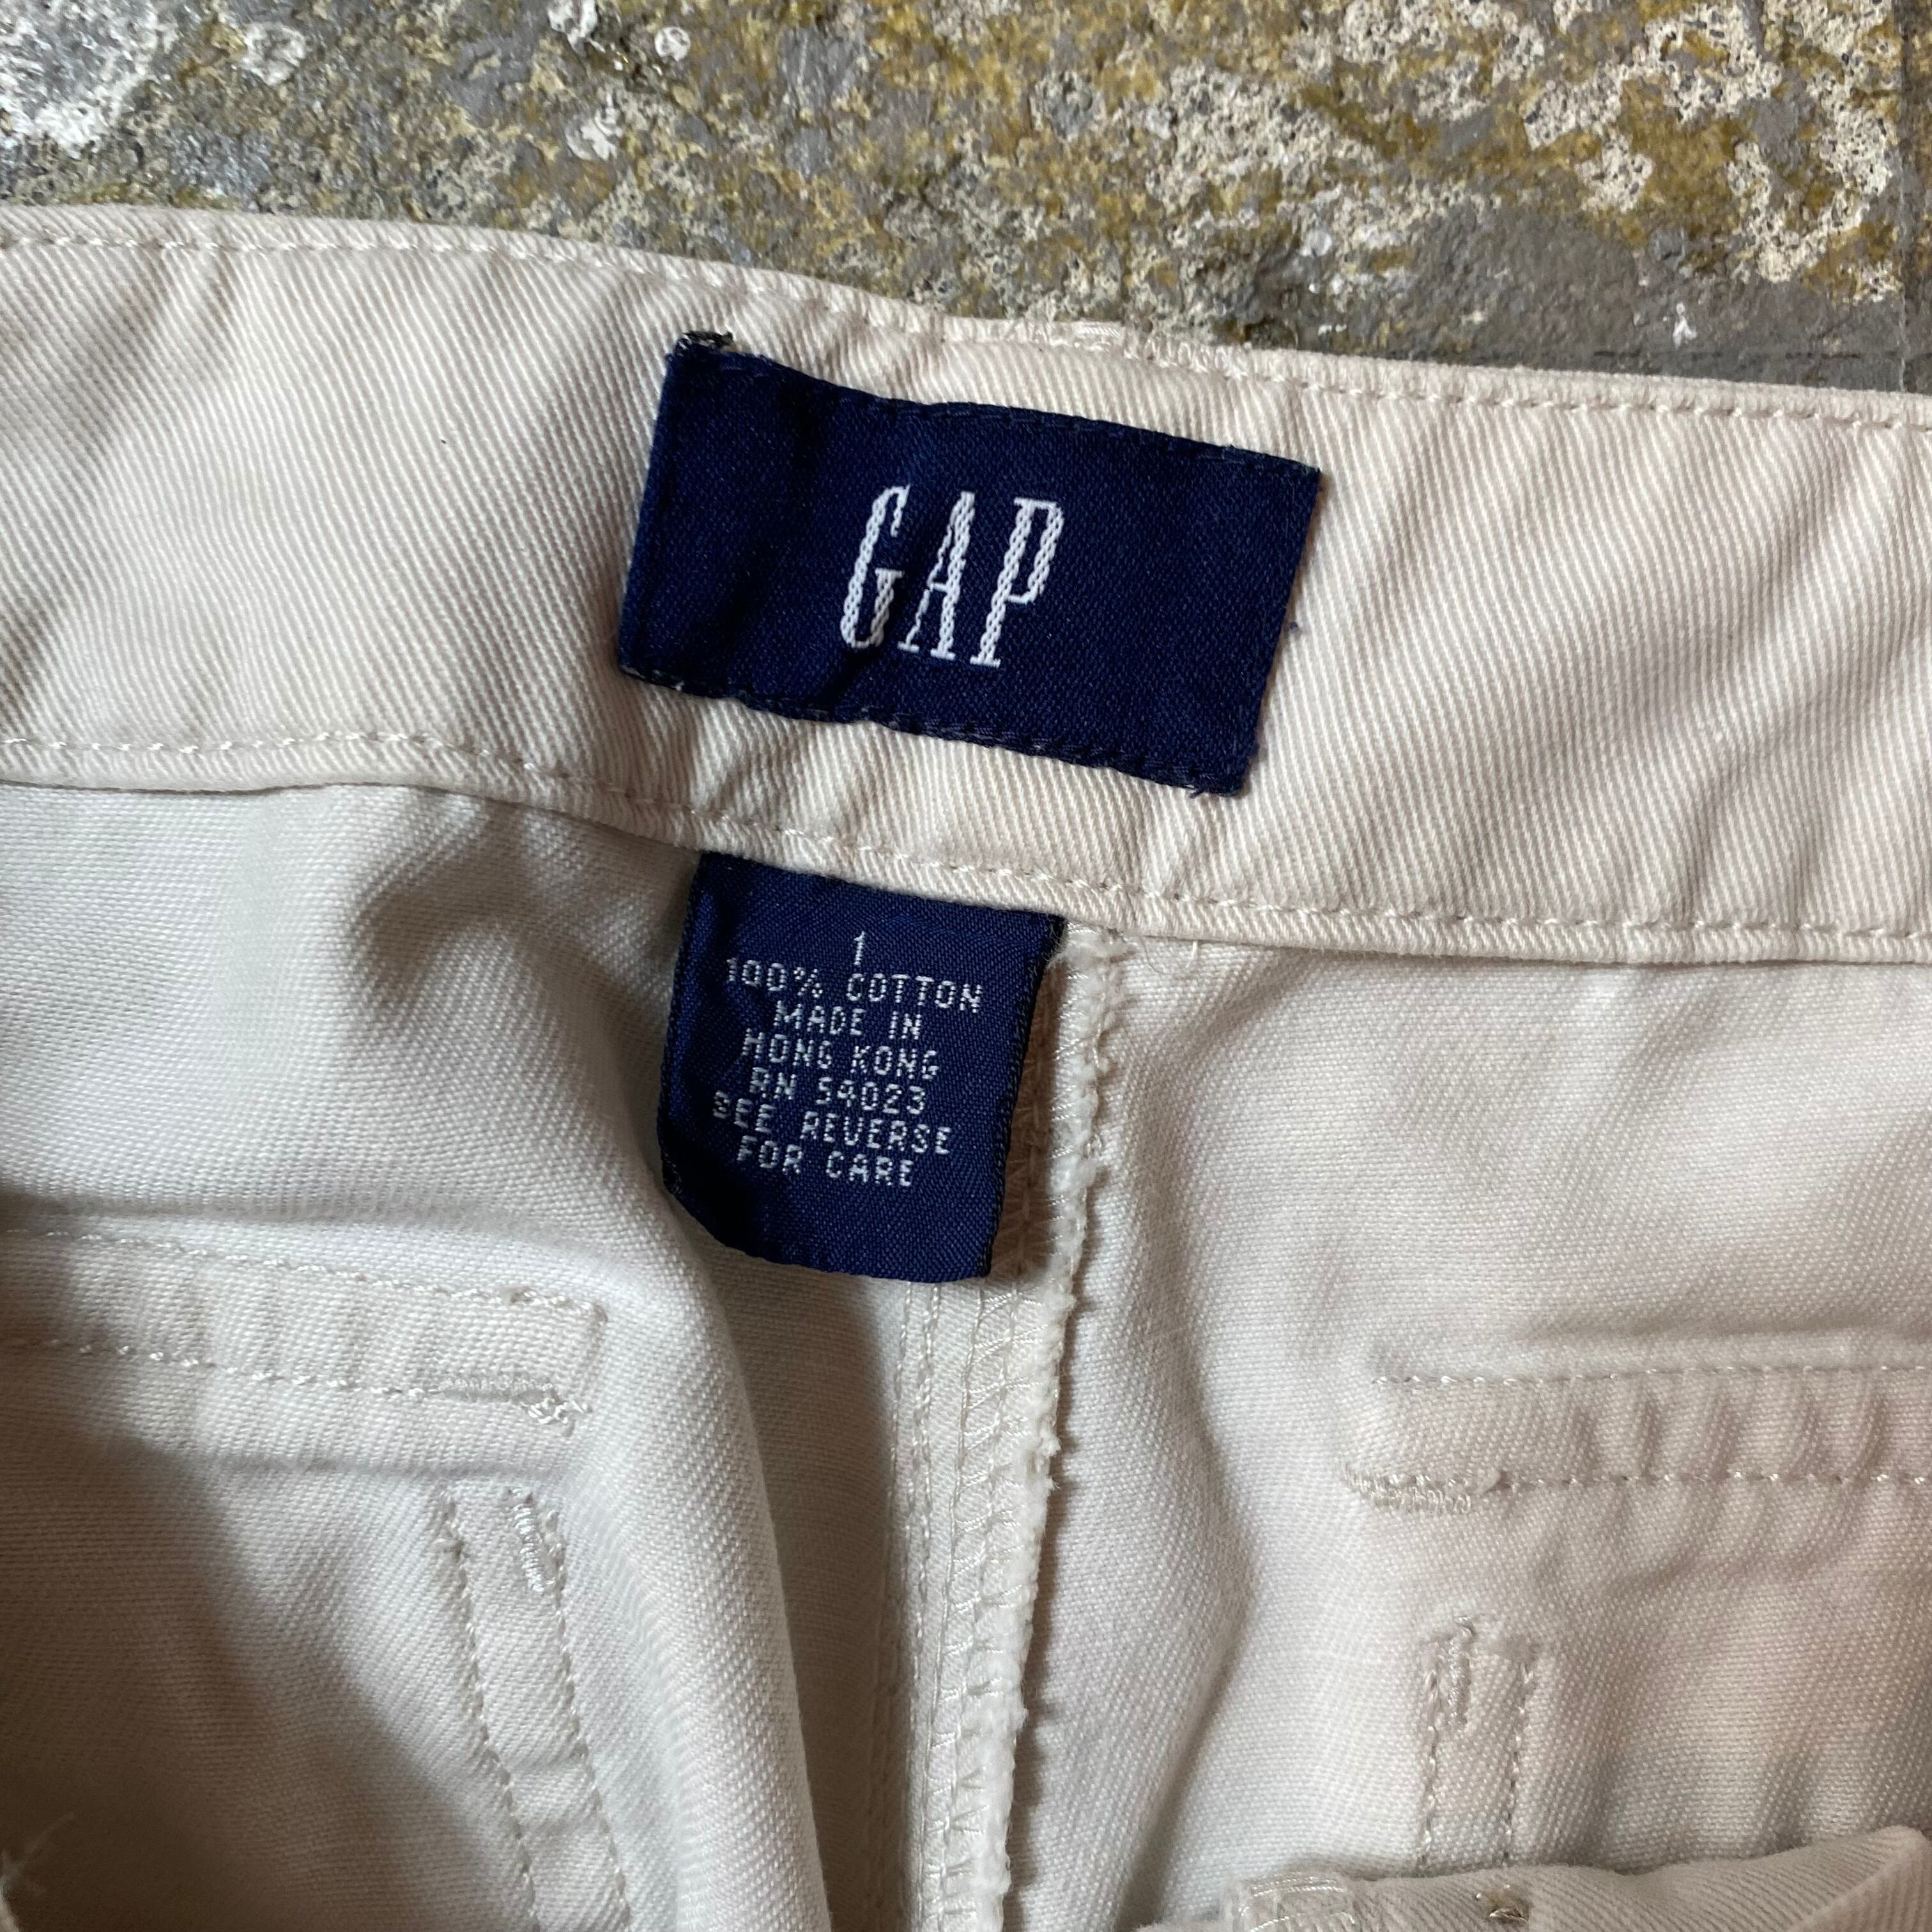 GAP
1
100% COTTON
MADE IN
HONG KONG
RN 54023
SEE REVERSE
FOR CARE